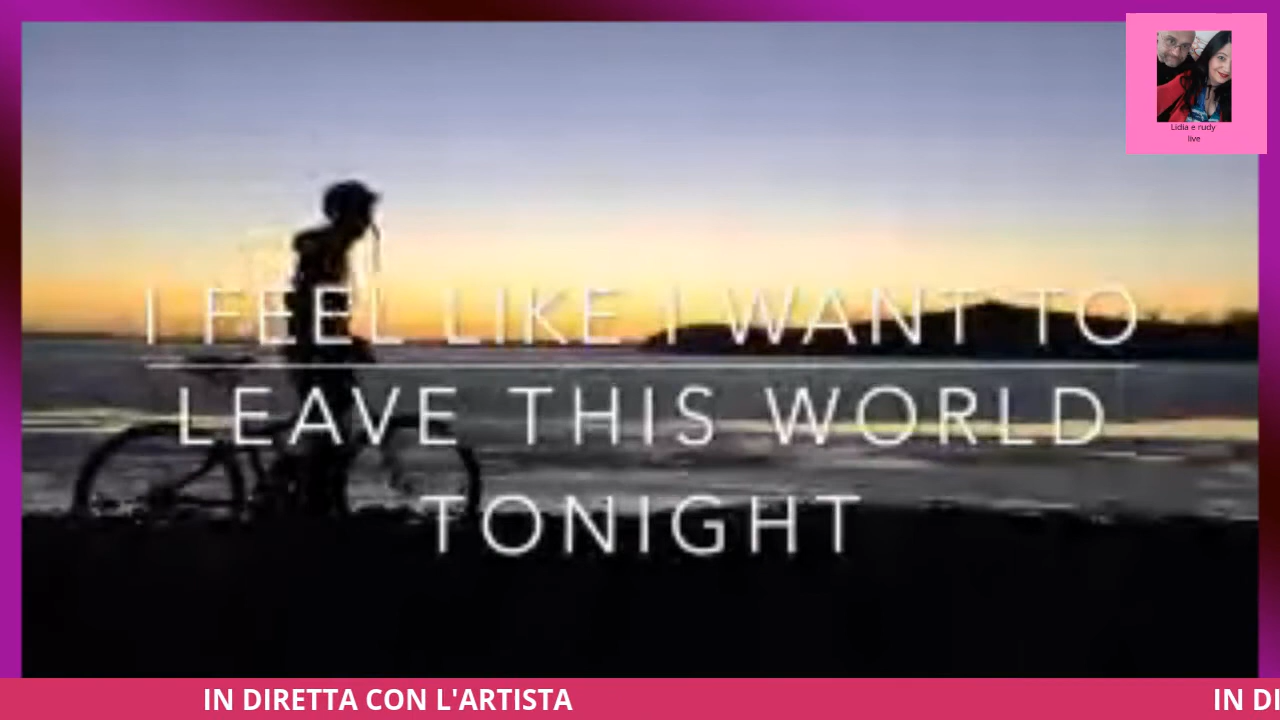 Lidia e rudy
live
I FEEL LIKE I WANT TO
LEAVE THIS WORLD
TONIGHT
IN DIRETTA CON L'ARTISTA
IN DI